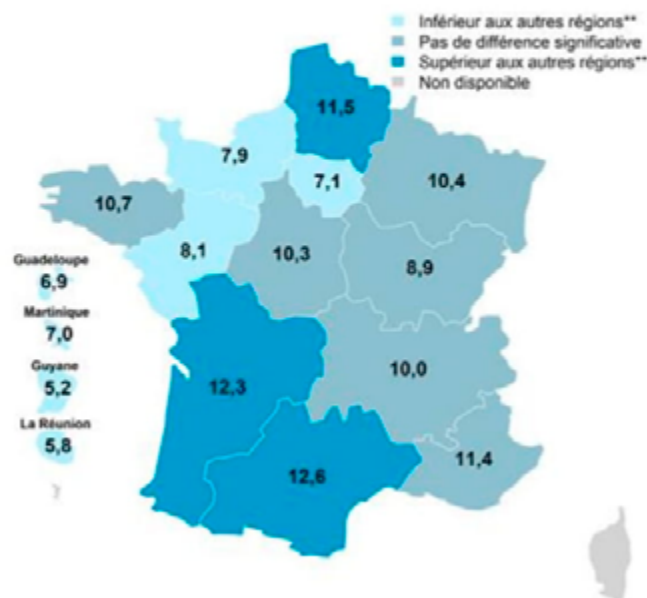 Inférieur aux autres régions**
Pas de différence significative
Supérieur aux autres régions**
Non disponible
11,5
7,9
7,1
10,4
10,7
8,1
10,3
8,9
Guadeloupe
6,9
Martinique
7,0
Guyane
5,2
La Réunion
5,8
12,3
10,0
11,4
12,6